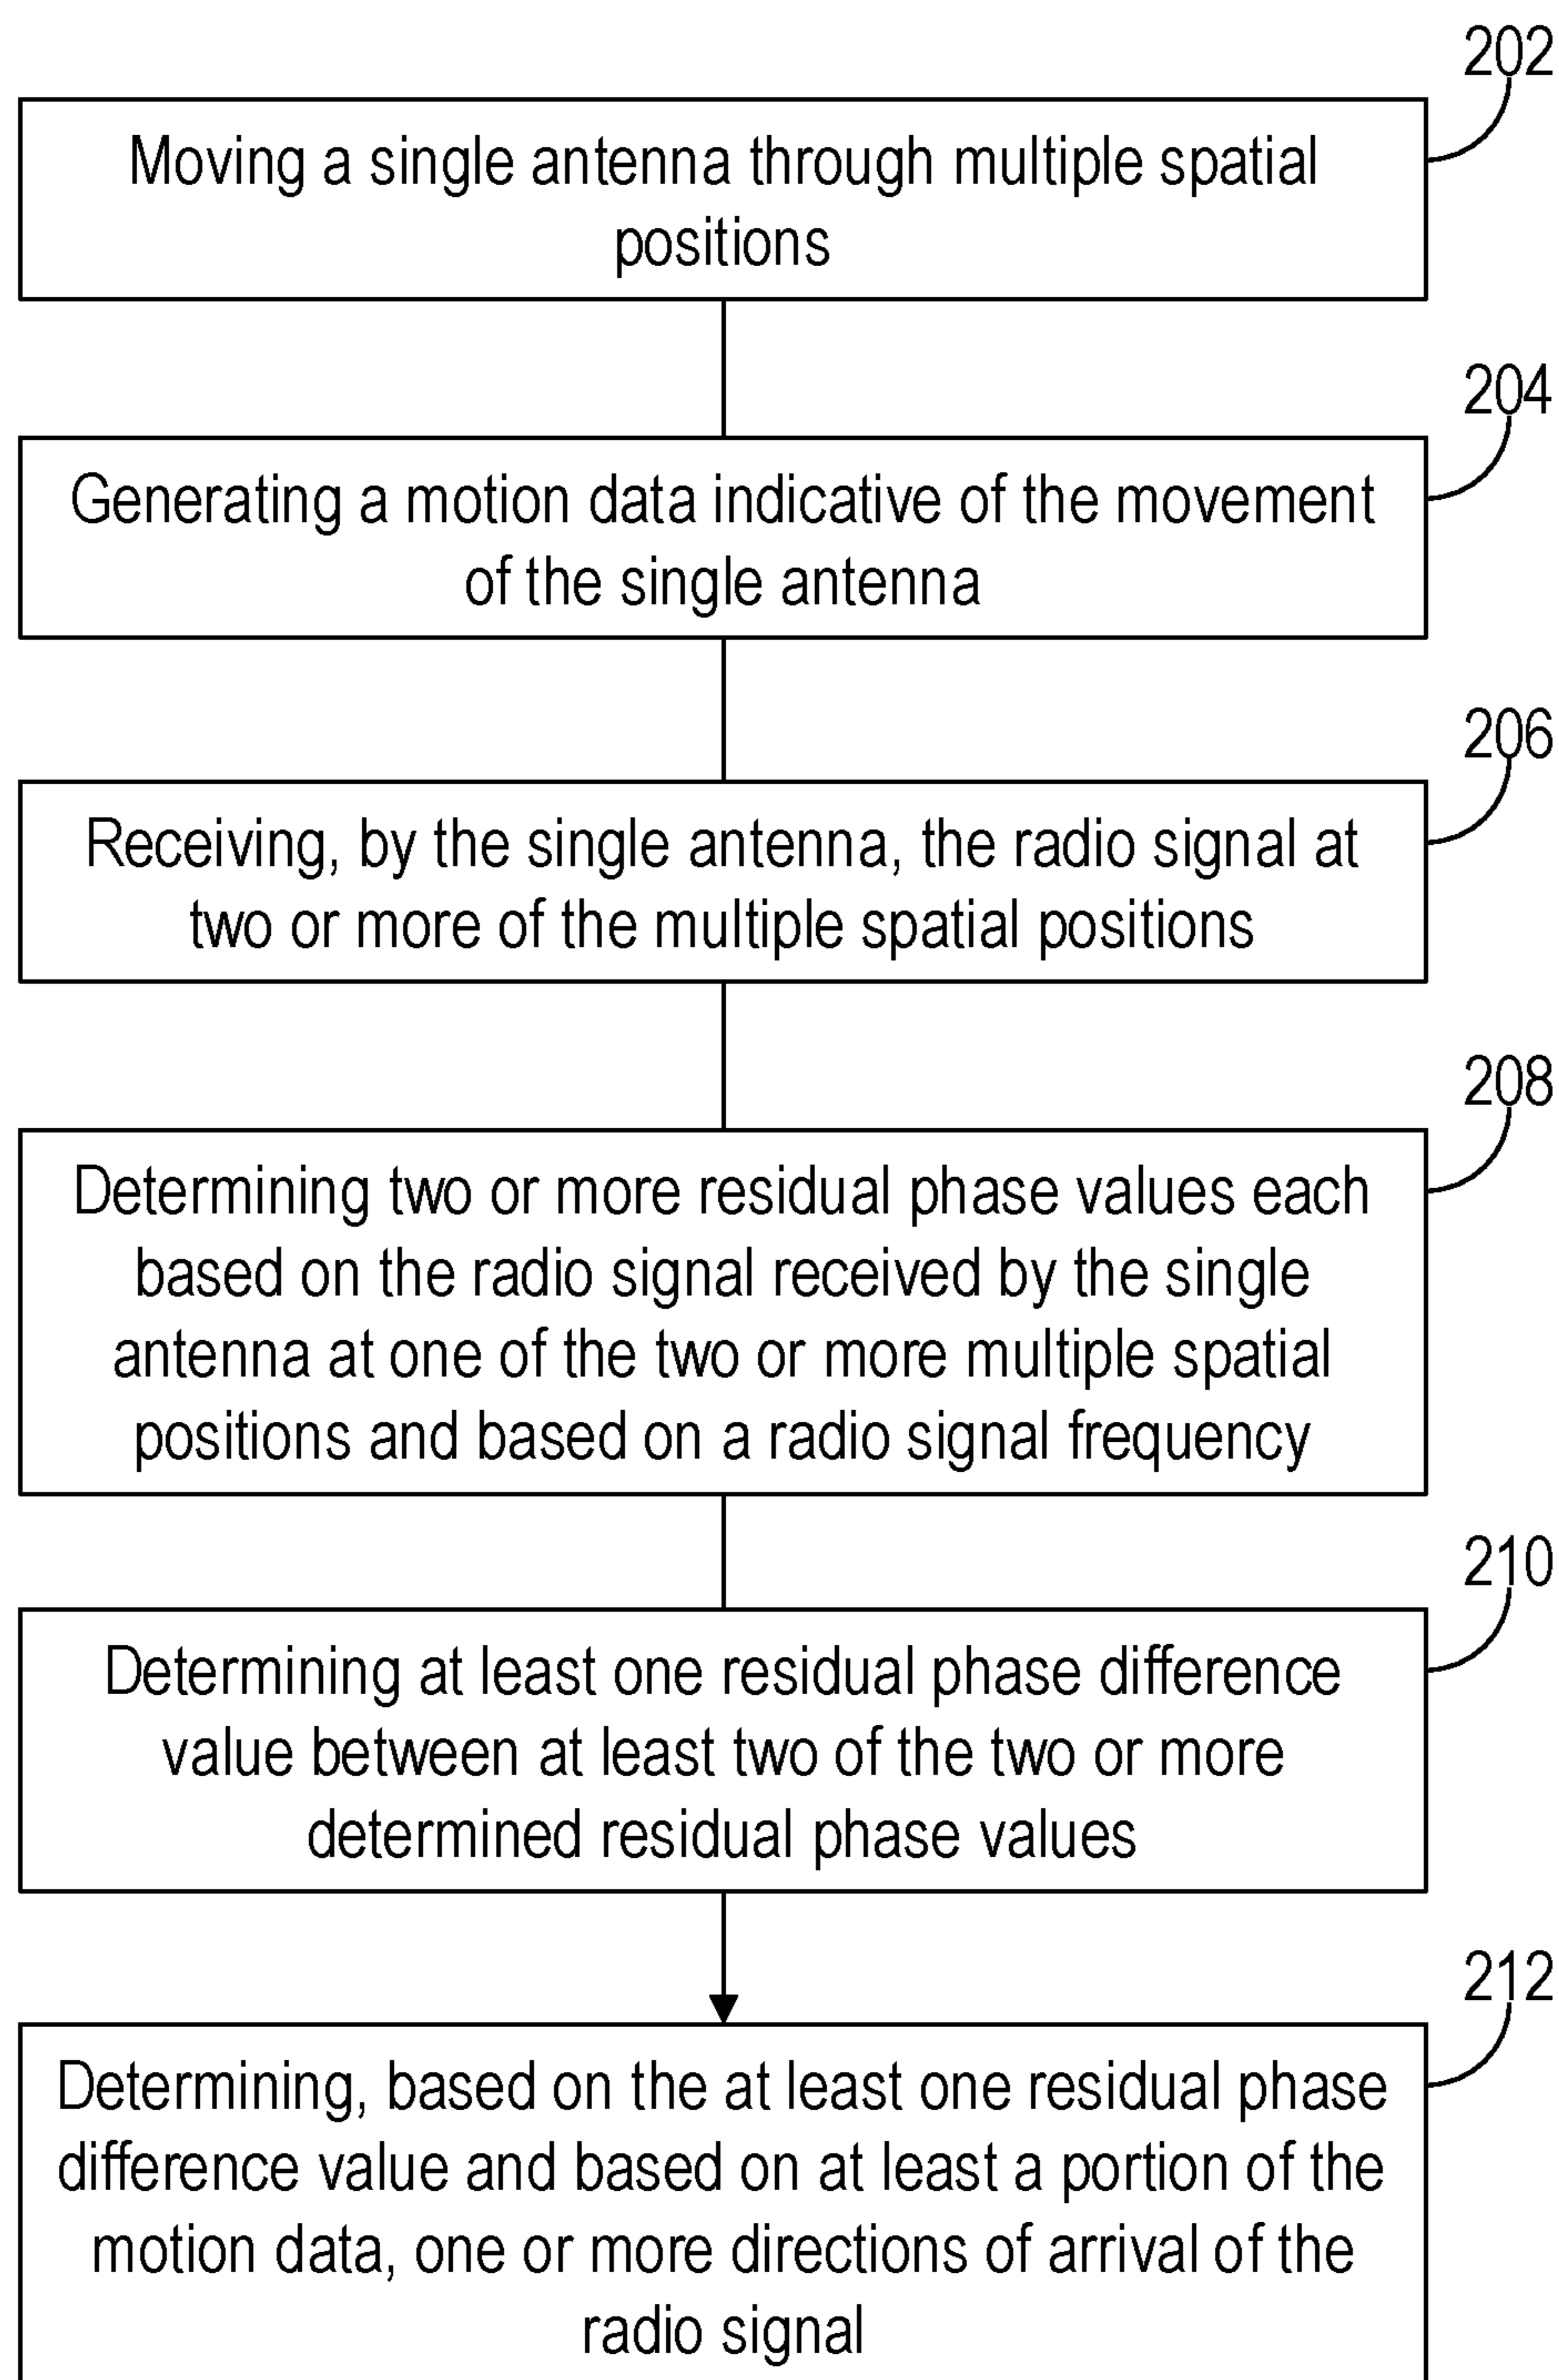 202
Moving a single antenna through multiple spatial
positions
204
Generating a motion data indicative of the movement
of the single antenna
206
Receiving, by the single antenna, the radio signal at
two or more of the multiple spatial positions
208
Determining two or more residual phase values each
based on the radio signal received by the single
antenna at one of the two or more multiple spatial
positions and based on a radio signal frequency
210
Determining at least one residual phase difference
value between at least two of the two or more
determined residual phase values
212
Determining, based on the at least one residual phase
difference value and based on at least a portion of the
motion data, one or more directions of arrival of the
radio signal